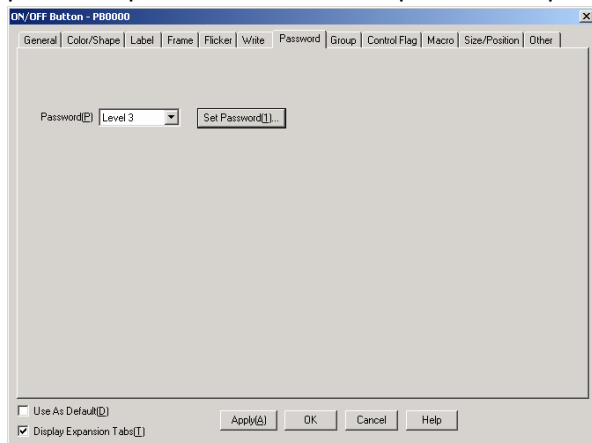 ON/OFF Button - PB0000
General Color/Shape Label Frame Flicker Write Password Group Control Flag Macro Size/Position Other
Password(P) Level 3 Set Password(1)...
Use As Default(D)
Display Expansion Tabs(T)
Apply(A) OK Cancel Help